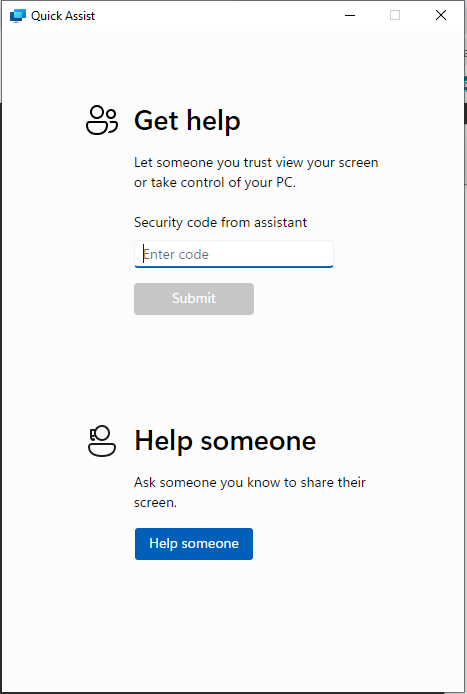 Quick Assist
Get help
Let someone you trust view your screen
or take control of your PC.
Security code from assistant
Enter code
Submit
Help someone
Ask someone you know to share their
screen.
Help someone